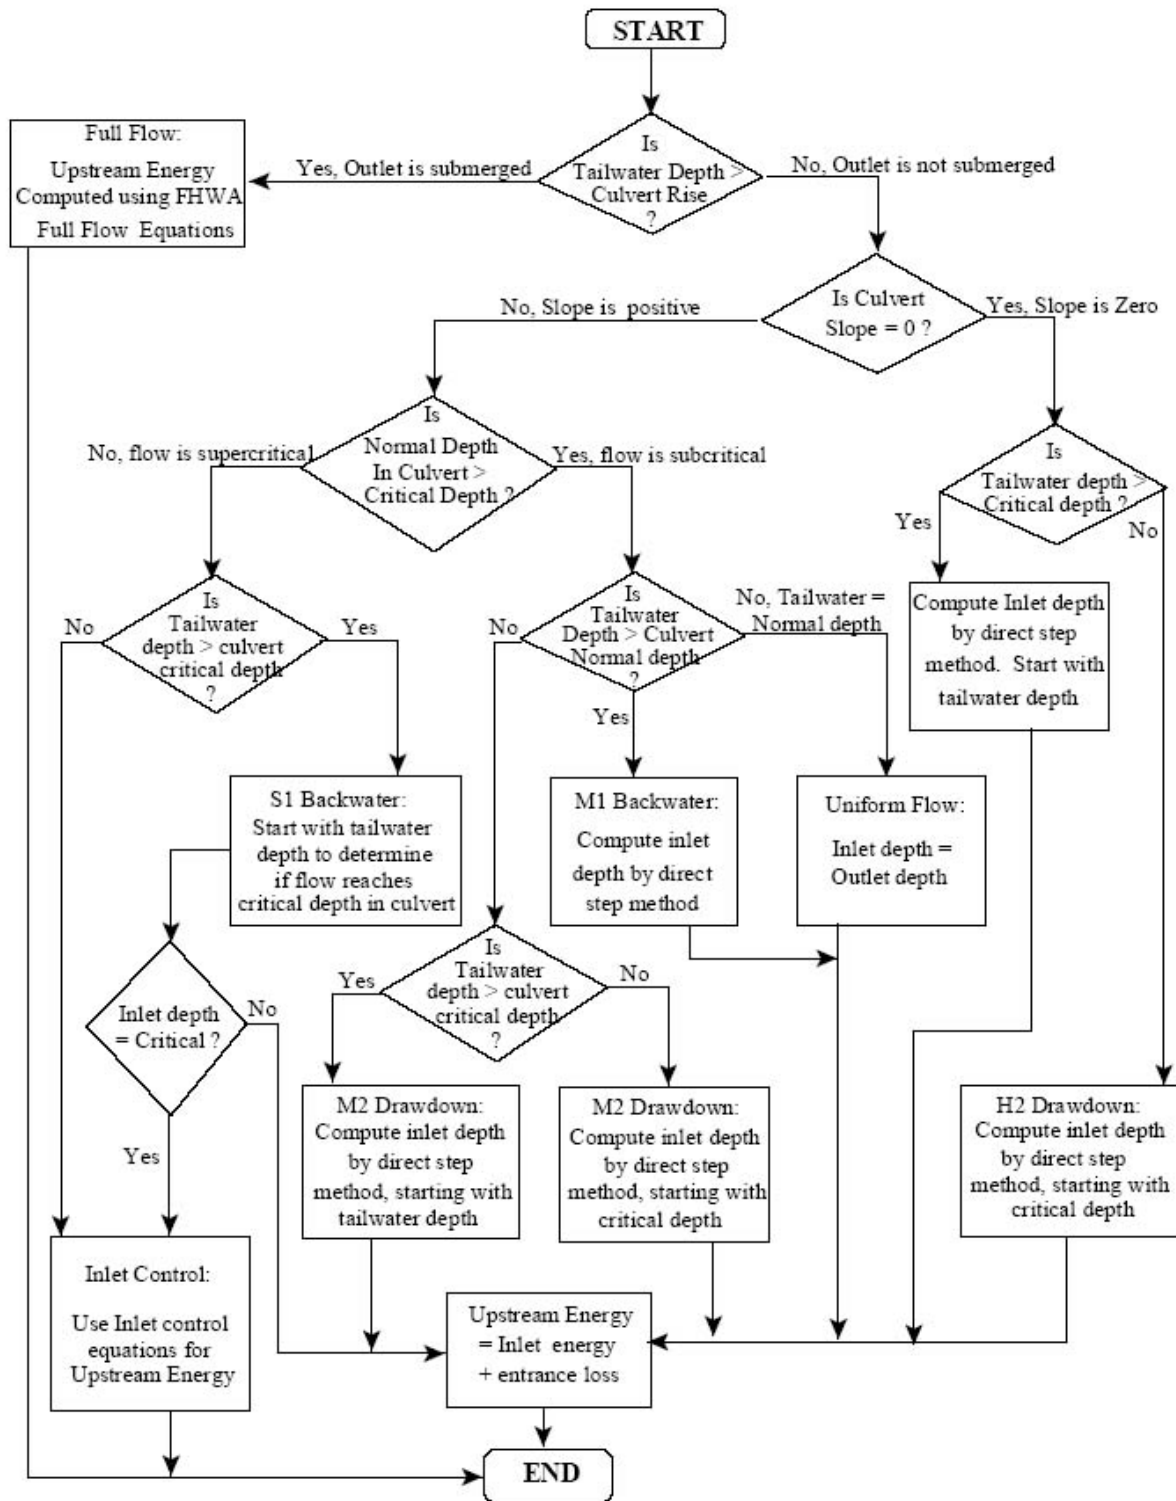 START
Is
Tailwater Depth >
Culvert Rise
?
Yes, Outlet is submerged
No, Outlet is not submerged
Full Flow:
Upstream Energy
Computed using FHWA
Full Flow Equations
Is Culvert
Slope = 0 ?
No, Slope is positive
Yes, Slope is Zero
Is
Normal Depth
In Culvert >
Critical Depth ?
No, flow is supercritical
Yes, flow is subcritical
Is
Tailwater depth >
Critical depth ?
Yes
No
Is
Tailwater
depth > culvert
critical depth
?
No
Yes
Is
Tailwater
Depth > Culvert
Normal depth
?
No
No, Tailwater =
Normal depth
Yes
Compute Inlet depth
by direct step
method. Start with
tailwater depth
S1 Backwater:
Start with tailwater
depth to determine
if flow reaches
critical depth in culvert
M1 Backwater:
Compute inlet
depth by direct
step method
Uniform Flow:
Inlet depth =
Outlet depth
Is
Tailwater
depth > culvert
critical depth
?
Yes
No
Inlet depth
= Critical ?
No
Yes
M2 Drawdown:
Compute inlet depth
by direct step
method, starting with
tailwater depth
M2 Drawdown:
Compute inlet depth
by direct step
method, starting with
critical depth
H2 Drawdown:
Compute inlet depth
by direct step
method, starting with
critical depth
Inlet Control:
Use Inlet control
equations for
Upstream Energy
Upstream Energy
= Inlet energy
+ entrance loss
END